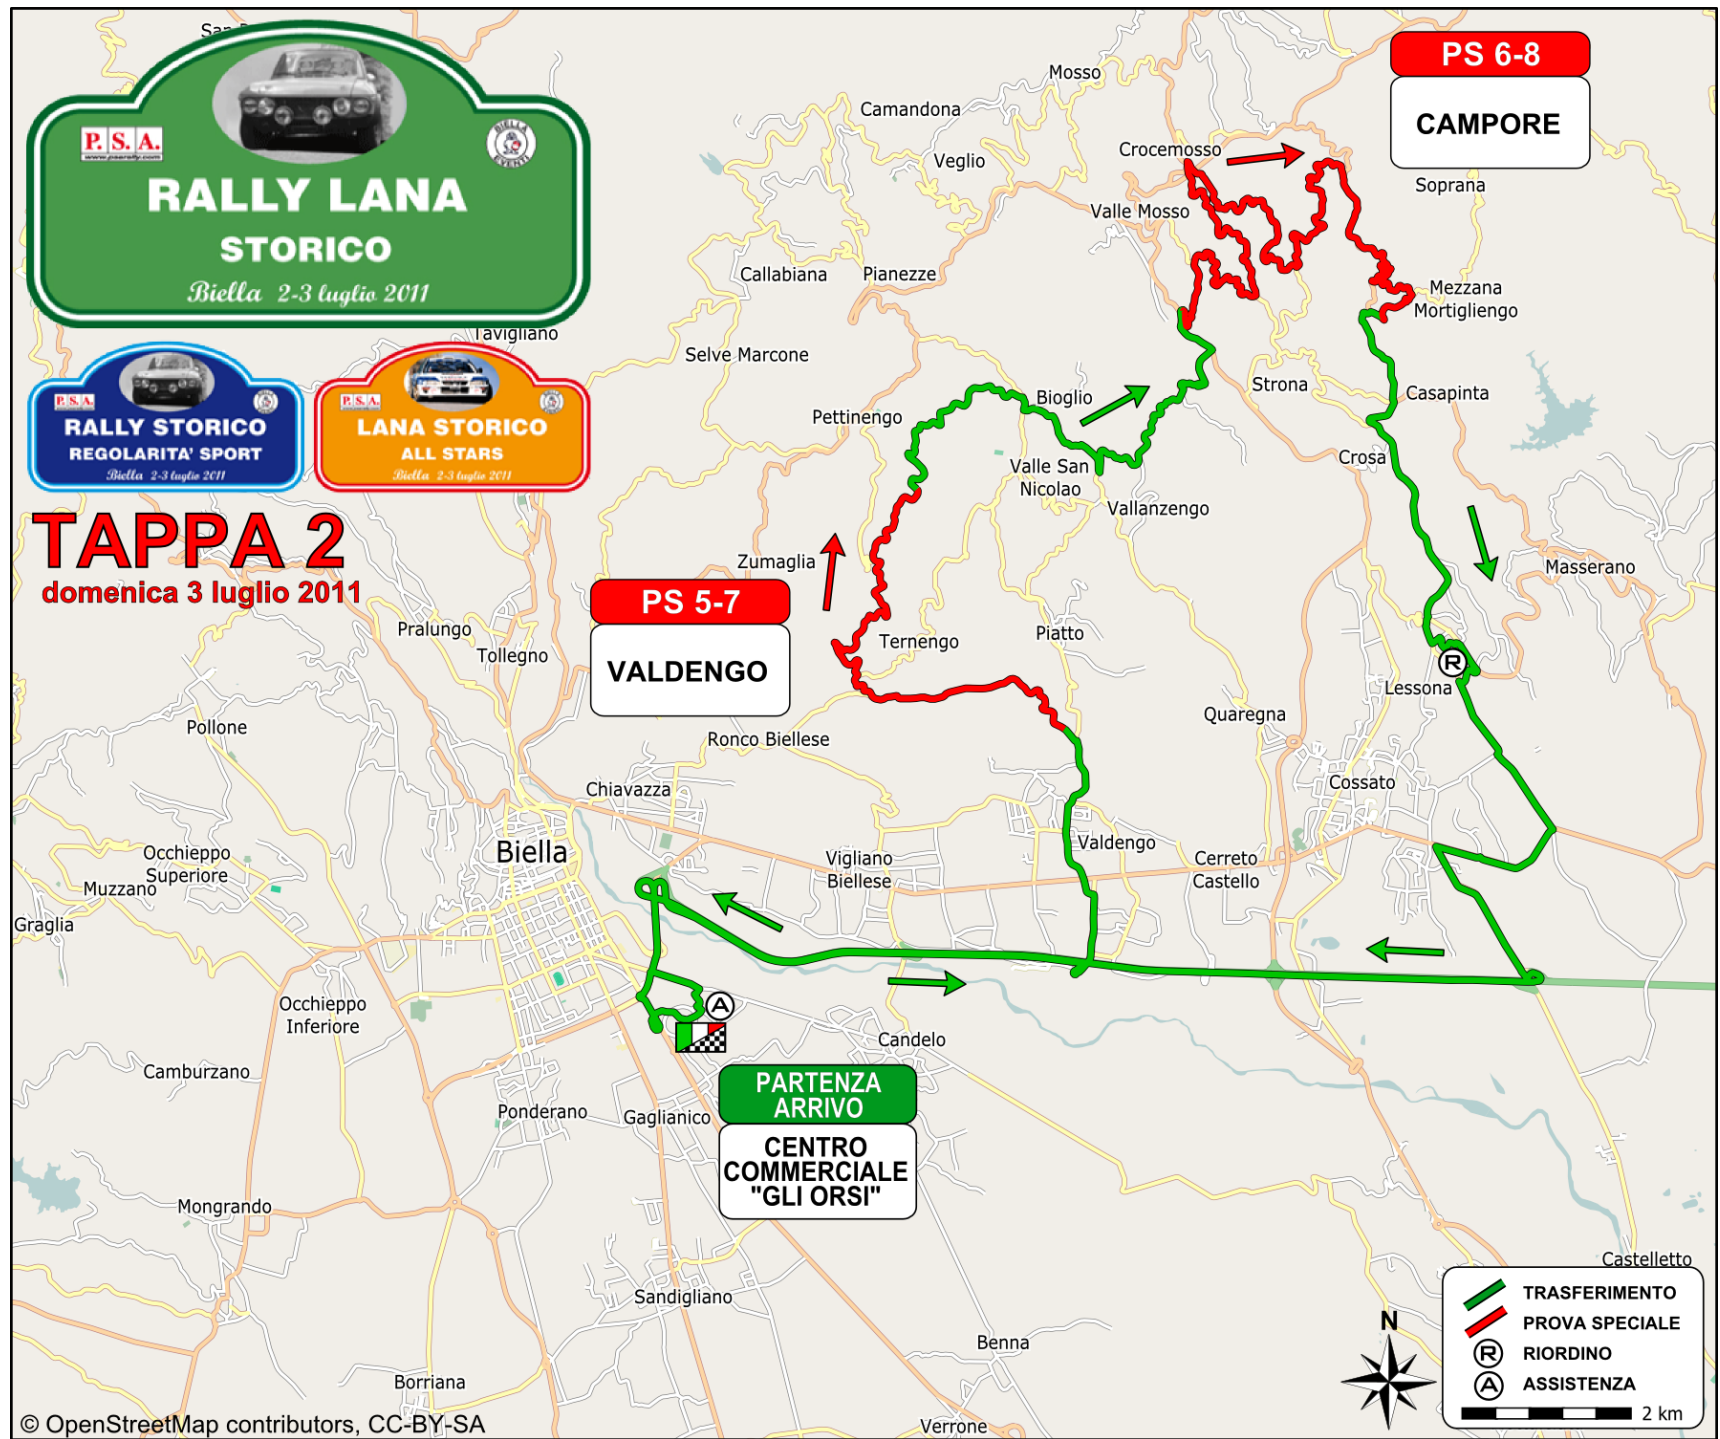 P.S.A.
www.psarally.com
BIELLA
EVENTI
RALLY LANA
STORICO
Biella 2-3 luglio 2011
P.S.A.
RALLY STORICO
REGOLARITA' SPORT
Biella 2-3 luglio 2011
P.S.A.
LANA STORICO
ALL STARS
Biella 2-3 luglio 2011
TAPPA 2
domenica 3 luglio 2011
PS 6-8
CAMPORE
Mosso
Camandona
Crocemosso
Veglio
Soprana
Valle Mosso
Callabiana
Pianezze
Mezzana
Mortigliengo
Tavigliano
Selve Marcone
Strona
Casapinta
Bioglio
Pettinengo
Crosa
Valle San
Nicolao
Vallanzengo
Zumaglia
Masserano
PS 5-7
VALDENGO
Pralungo
Ternengo
Piatto
Tollegno
R
Lessona
Quaregna
Pollone
Ronco Biellese
Chiavazza
Cossato
Valdengo
Biella
Occhieppo
Superiore
Vigliano
Biellese
Cerreto
Castello
Muzzano
Graglia
Occhieppo
Inferiore
A
Candelo
Camburzano
PARTENZA
ARRIVO
CENTRO
COMMERCIALE
"GLI ORSI"
Ponderano
Gaglianico
Mongrando
Castelletto
Sandigliano
Benna
Borriana
Verrone
N
TRASFERIMENTO
PROVA SPECIALE
R RIORDINO
A ASSISTENZA
2 km
© OpenStreetMap contributors, CC-BY-SA